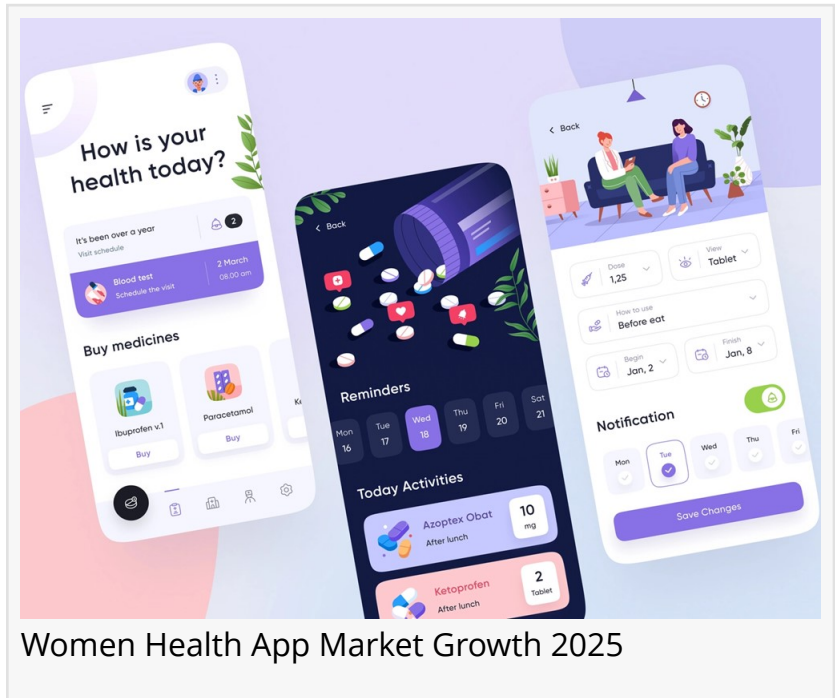 How is your
health today?
It's been over a year
Visit schedule
2
Blood test
Schedule the visit
2 March
08:00 am
Buy medicines
Ibuprofen v.1
Buy
Paracetamol
Buy
Back
Reminders
Mon
16
Tue
17
Wed
18
Thu
19
Fri
20
Sat
21
Today Activities
Azoptex Obat
After lunch
10
mg
Ketoprofen
After lunch
2
Tablet
Back
Dose
1,25
View
Tablet
How to use
Before eat
Begin
Jan, 2
Finish
Jan, 8
Notification
Mon
Tue
Wed
Thu
Fri
Save Changes
Women Health App Market Growth 2025